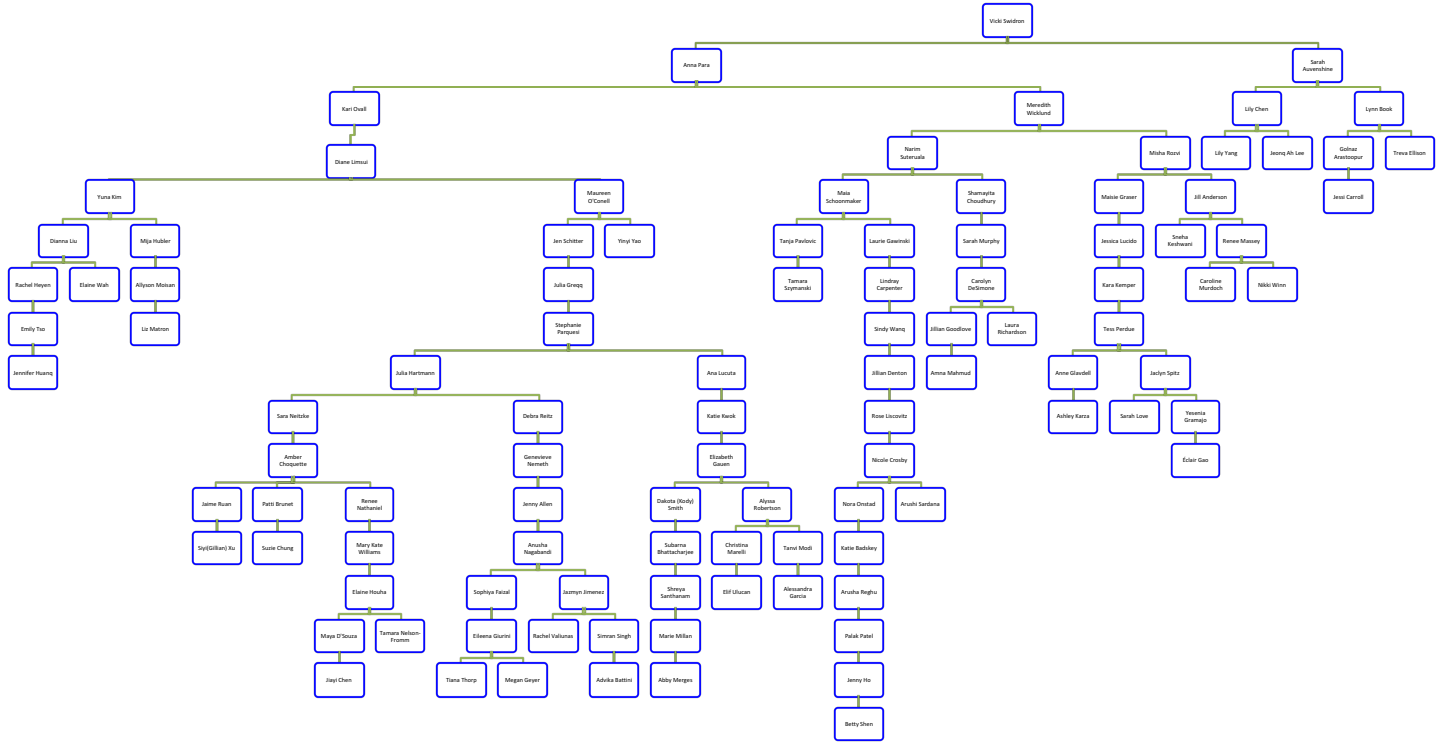 Vicki Swidron
Anna Para
Sarah
Auvenshine
Kari Ovall
Meredith
Wicklund
Lily Chen
Lynn Book
Diane Limsui
Narim
Suteruala
Misha Rozvi
Lily Yang
Jeonq Ah Lee
Golnaz
Arastoopur
Treva Ellison
Yuna Kim
Maureen
O'Conell
Maia
Schoonmaker
Shamayita
Choudhury
Maisie Graser
Jill Anderson
Jessi Carroll
Dianna Liu
Mija Hubler
Jen Schitter
Yinyi Yao
Tanja Pavlovic
Laurie Gawinski
Sarah Murphy
Jessica Lucido
Sneha
Keshwani
Renee Massey
Rachel Heyen
Elaine Wah
Allyson Moisan
Julia Greqq
Tamara
Szymanski
Lindray
Carpenter
Carolyn
DeSimone
Kara Kemper
Caroline
Murdoch
Nikki Winn
Emily Tso
Liz Matron
Stephanie
Parquesi
Sindy Wanq
Jillian Goodlove
Laura
Richardson
Tess Perdue
Jennifer Huanq
Julia Hartmann
Ana Lucuta
Jillian Denton
Amna Mahmud
Anne Glavdell
Jaclyn Spitz
Sara Neitzke
Debra Reitz
Katie Kwok
Rose Liscovitz
Ashley Karza
Sarah Love
Yesenia
Gramajo
Amber
Choquette
Genevieve
Nemeth
Elizabeth
Gauen
Nicole Crosby
Éclair Gao
Jaime Ruan
Patti Brunet
Renee
Nathaniel
Jenny Allen
Dakota (Kody)
Smith
Alyssa
Robertson
Nora Onstad
Arushi Sardana
Siyi(Gillian) Xu
Suzie Chung
Mary Kate
Williams
Anusha
Nagabandi
Subarna
Bhattacharjee
Christina
Marelli
Tanvi Modi
Katie Badskey
Elaine Houha
Sophiya Faizal
Jazmyn Jimenez
Shreya
Santhanam
Elif Ulucan
Alessandra
Garcia
Arusha Reghu
Maya D'Souza
Tamara Nelson-
Fromm
Eileena Giurini
Rachel Valiunas
Simran Singh
Marie Millan
Palak Patel
Jiayi Chen
Tiana Thorp
Megan Geyer
Advika Battini
Abby Merges
Jenny Ho
Betty Shen